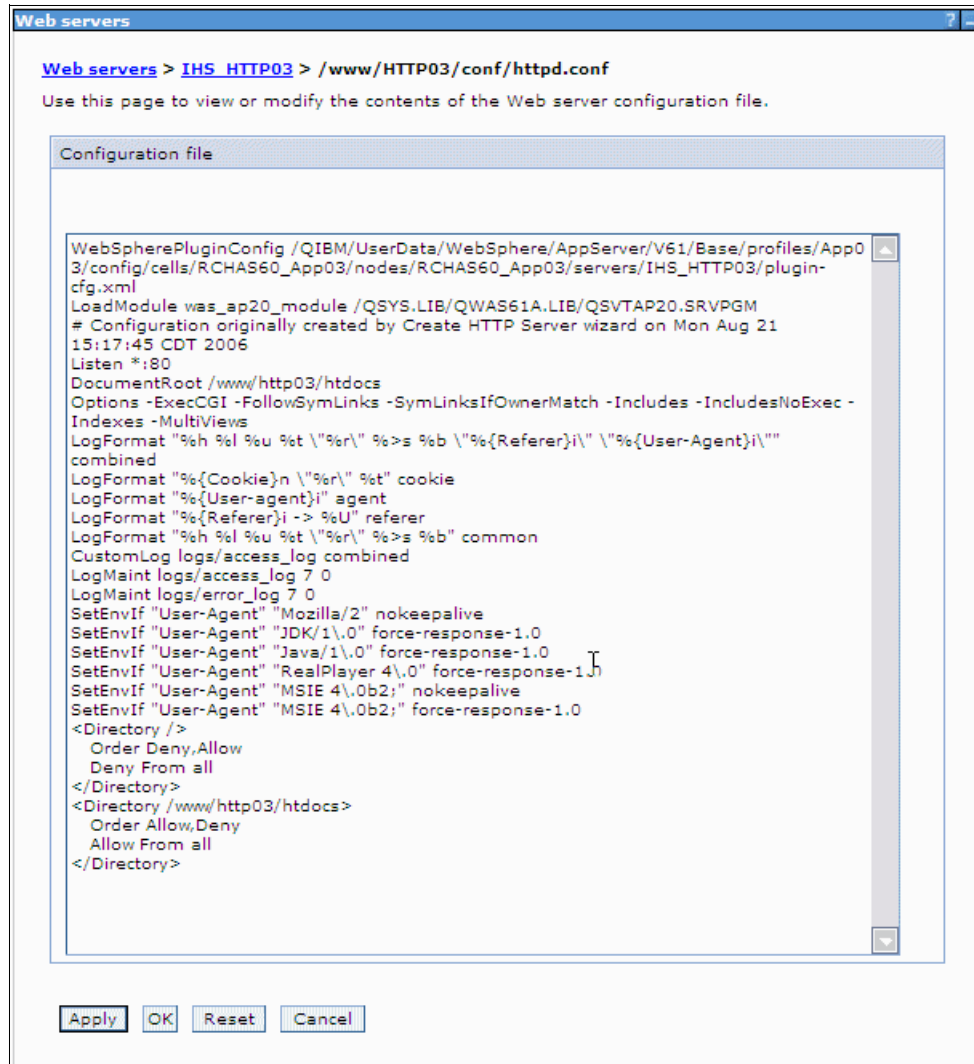 Web servers ? -
Web servers > IHS_HTTP03 > /www/HTTP03/conf/httpd.conf
Use this page to view or modify the contents of the Web server configuration file.
Configuration file
WebSpherePluginConfig /QIBM/UserData/WebSphere/AppServer/V61/Base/profiles/App0
3/config/cells/RCHAS60_App03/nodes/RCHAS60_App03/servers/IHS_HTTP03/plugin-
cfg.xml
LoadModule was_ap20_module /QSYS.LIB/QWAS61A.LIB/QSVTAP20.SRVPGM
# Configuration originally created by Create HTTP Server wizard on Mon Aug 21
15:17:45 CDT 2006
Listen *:80
DocumentRoot /www/http03/htdocs
Options -ExecCGI -FollowSymLinks -SymLinksIfOwnerMatch -Includes -IncludesNoExec -
Indexes -MultiViews
LogFormat "%h %l %u %t \"%r\" %>s %b \"%{Referer}i\" \"%{User-Agent}i\""
combined
LogFormat "%{Cookie}n \"%r\" %t" cookie
LogFormat "%{User-agent}i" agent
LogFormat "%{Referer}i -> %U" referer
LogFormat "%h %l %u %t \"%r\" %>s %b" common
CustomLog logs/access_log combined
LogMaint logs/access_log 7 0
LogMaint logs/error_log 7 0
SetEnvIf "User-Agent" "Mozilla/2" nokeepalive
SetEnvIf "User-Agent" "JDK/1\.0" force-response-1.0
SetEnvIf "User-Agent" "Java/1\.0" force-response-1.0
SetEnvIf "User-Agent" "RealPlayer 4\.0" force-response-1.0
SetEnvIf "User-Agent" "MSIE 4\.0b2;" nokeepalive
SetEnvIf "User-Agent" "MSIE 4\.0b2;" force-response-1.0
<Directory />
Order Deny,Allow
Deny From all
</Directory>
<Directory /www/http03/htdocs>
Order Allow,Deny
Allow From all
</Directory>
Apply OK Reset Cancel